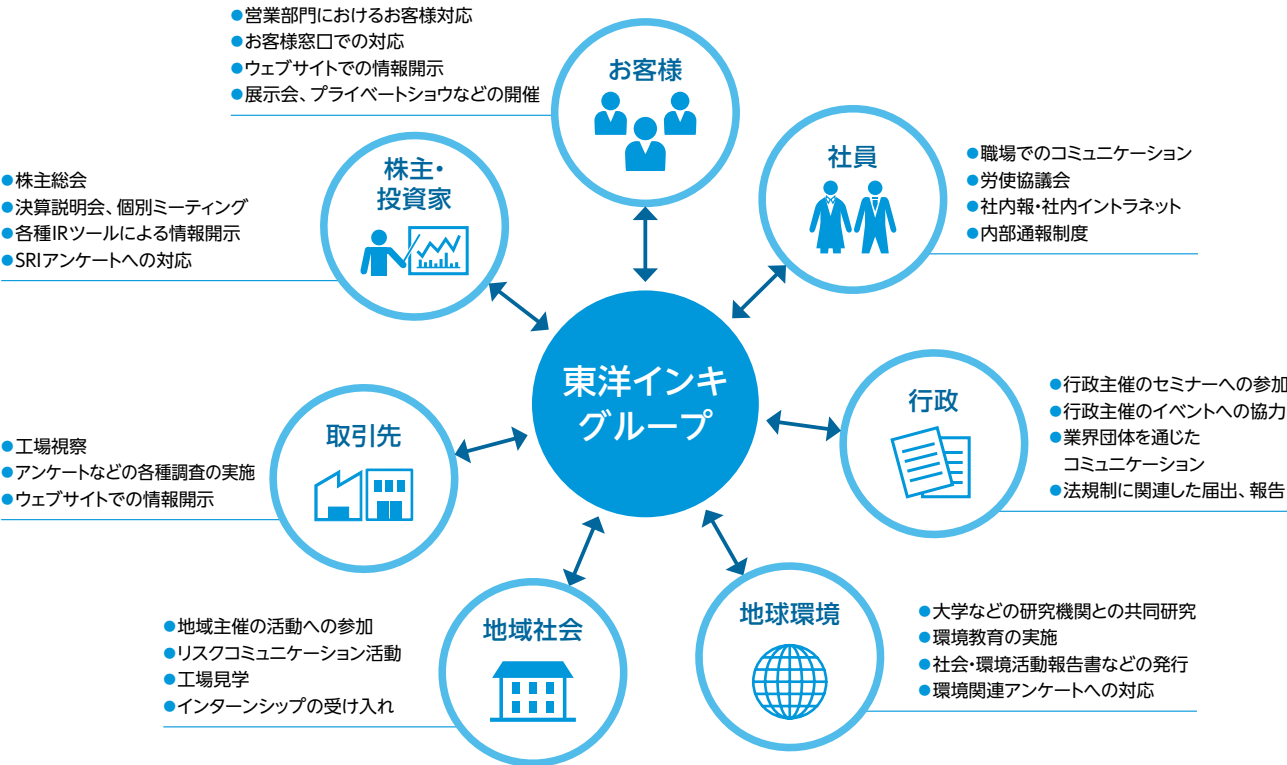 お客様
●営業部門におけるお客様対応
●お客様窓口での対応
●ウェブサイトでの情報開示
●展示会、プライベートショウなどの開催
社員
●職場でのコミュニケーション
●労使協議会
●社内報・社内イントラネット
●内部通報制度
株主・
投資家
●株主総会
●決算説明会、個別ミーティング
●各種IRツールによる情報開示
●SRIアンケートへの対応
東洋インキ
グループ
行政
●行政主催のセミナーへの参加
●行政主催のイベントへの協力
●業界団体を通じた
コミュニケーション
●法規制に関連した届出、報告
取引先
●工場視察
●アンケートなどの各種調査の実施
●ウェブサイトでの情報開示
地域社会
●地域主催の活動への参加
●リスクコミュニケーション活動
●工場見学
●インターンシップの受け入れ
地球環境
●大学などの研究機関との共同研究
●環境教育の実施
●社会・環境活動報告書などの発行
●環境関連アンケートへの対応